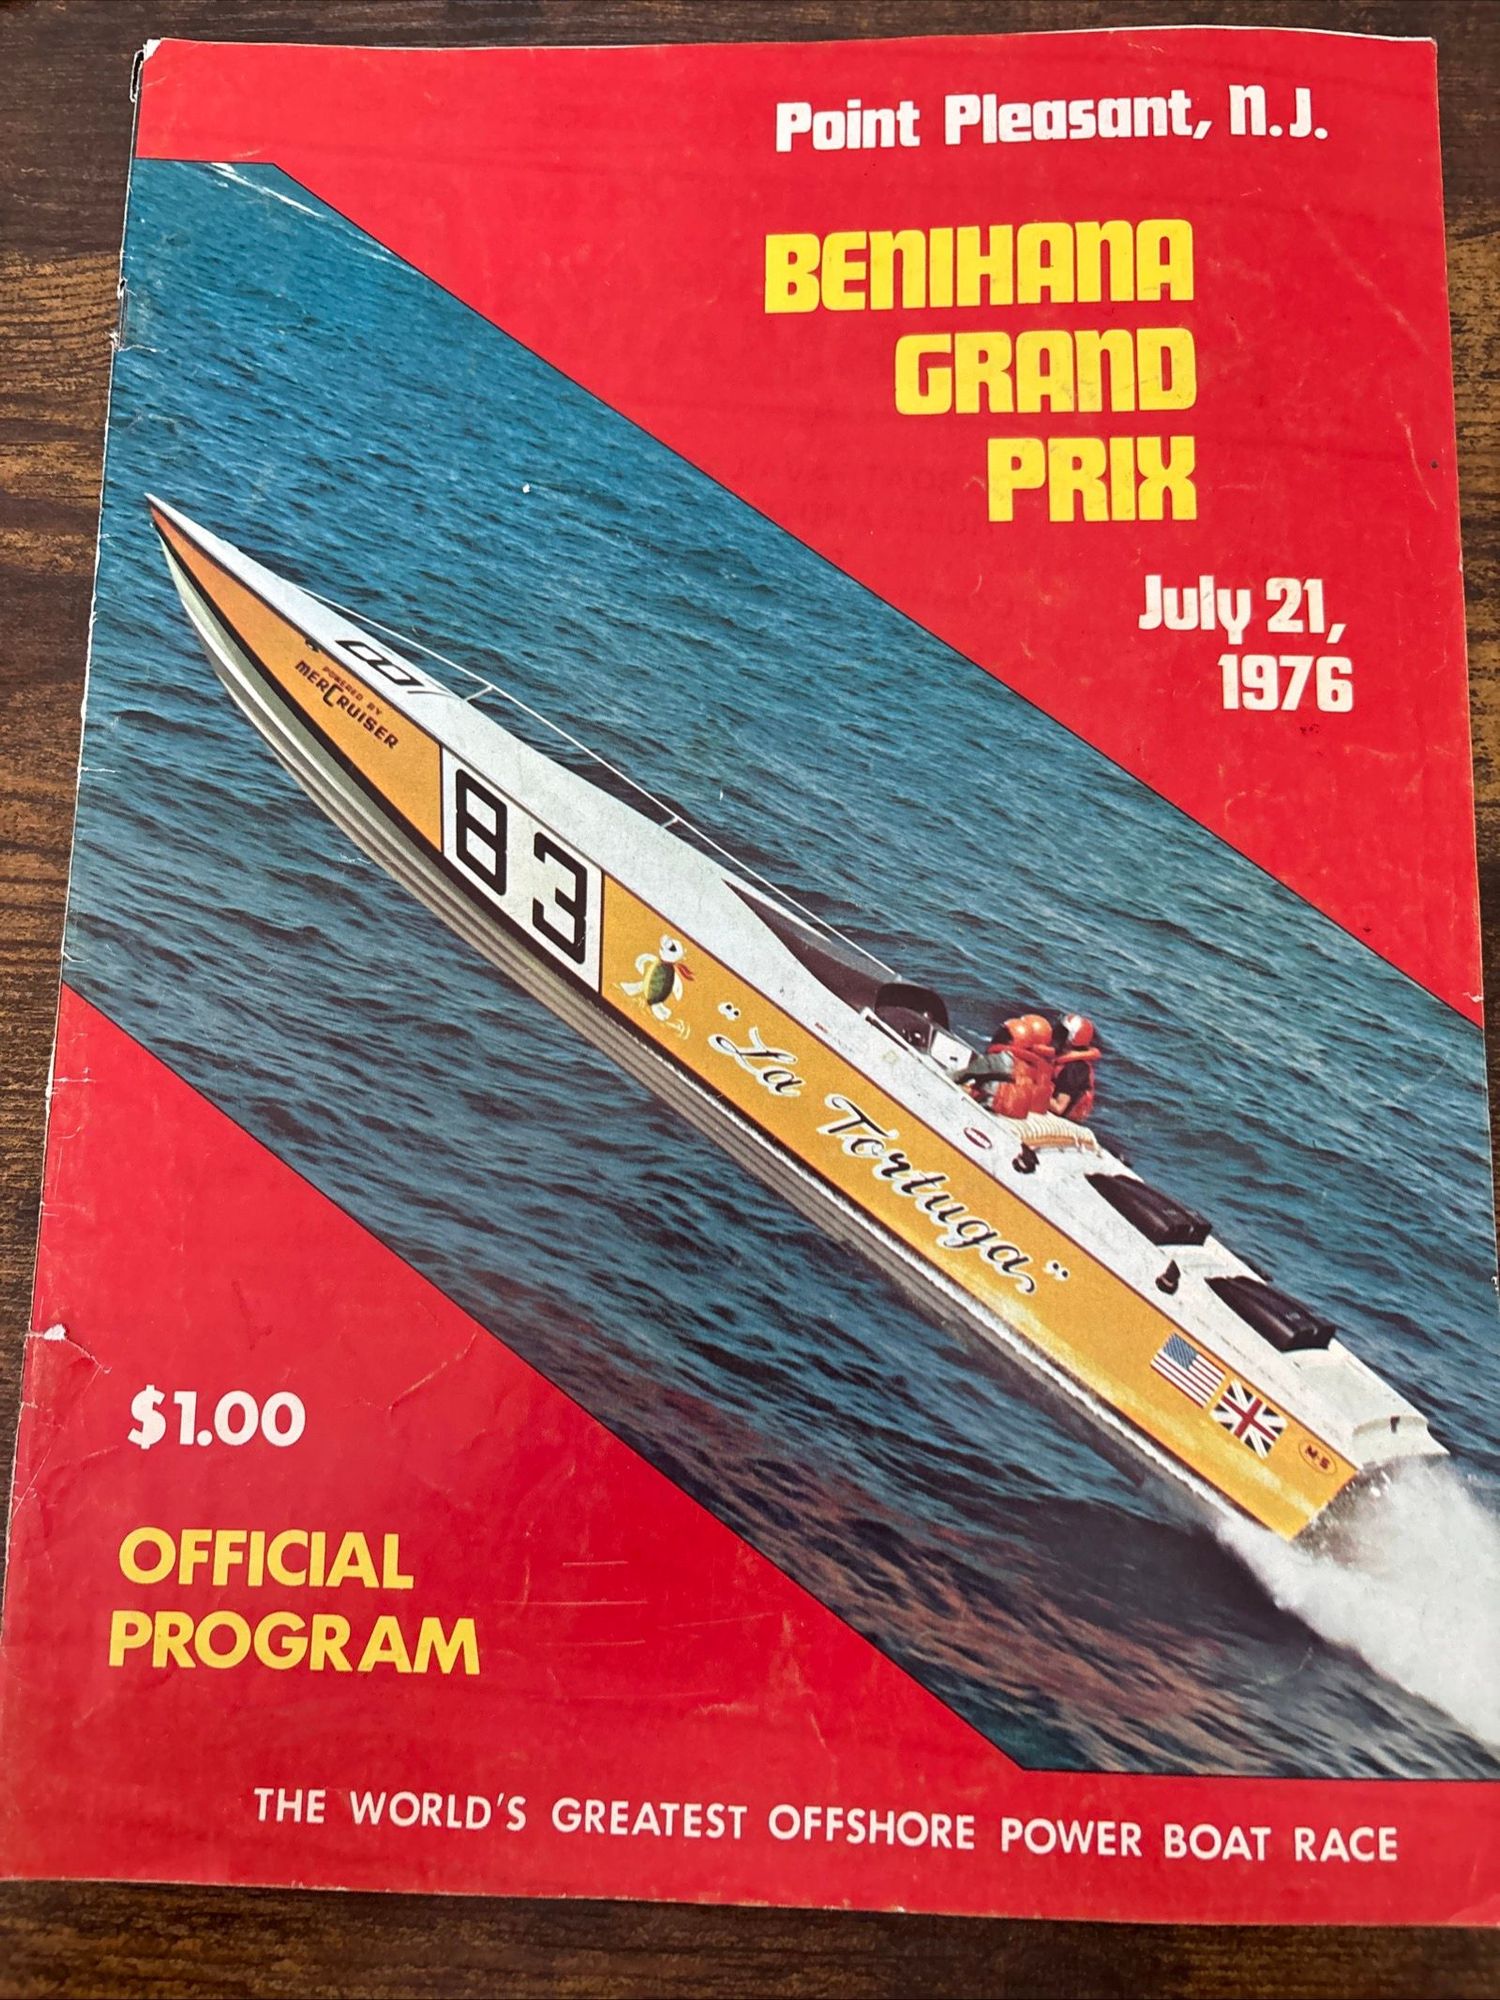 Point Pleasant, N.J.
BENIHANA
GRAND
PRIX
July 21,
1976
POWERED BY
MERCRUISER
83
"La Tortuga"
M·S
$1.00
OFFICIAL
PROGRAM
THE WORLD'S GREATEST OFFSHORE POWER BOAT RACE